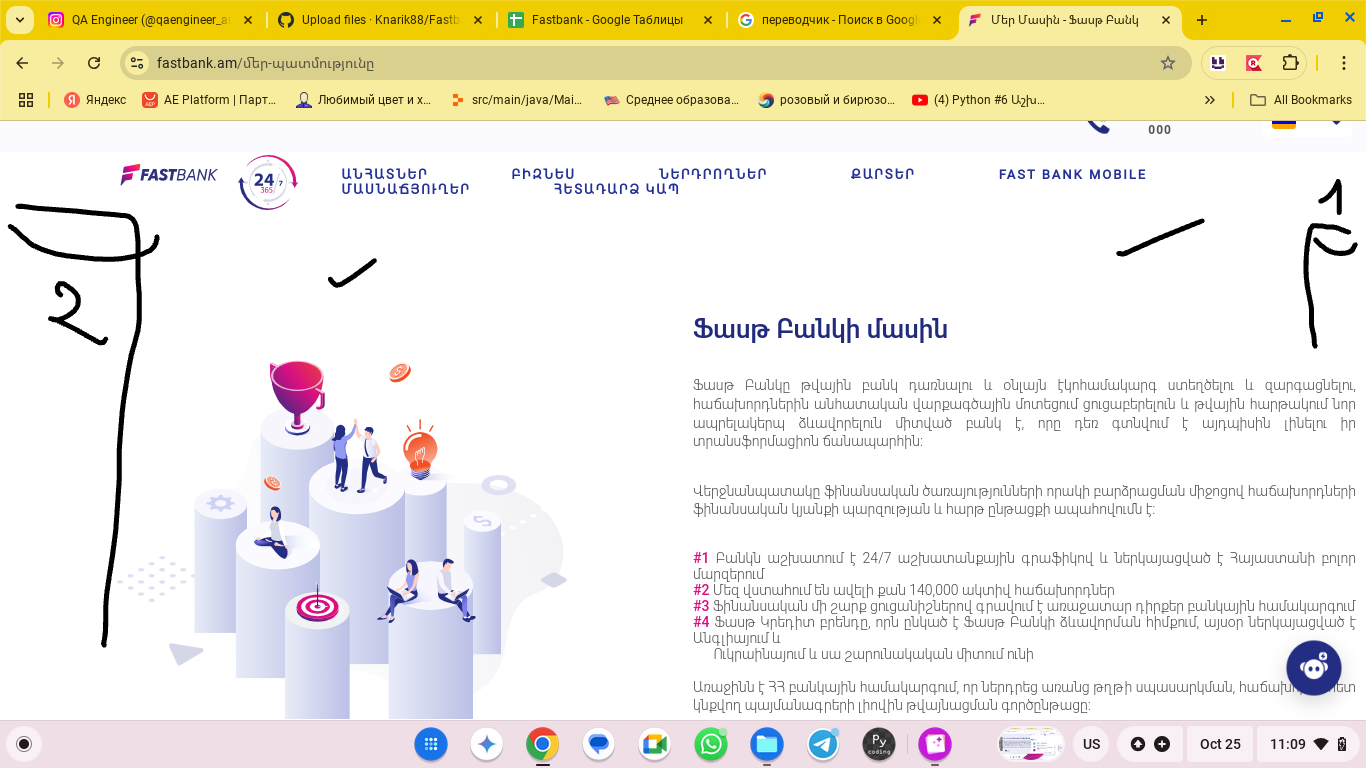 QA Engineer (@qaengineer_a
Upload files · Knarik88/Fastb
Fastbank - Google Таблицы
переводчик - Поиск в Googl
Մեր Մասին - Ֆասթ Բանկ
fastbank.am/մեր-պատմությունը
Яндекс
AE Platform | Парт…
Любимый цвет и х…
src/main/java/Mai…
Среднее образова…
розовый и бирюзо…
(4) Python #6 Աշխ…
All Bookmarks
000
FASTBANK
24/7
365/
ԱՆՀԱՏՆԵՐ ԲԻԶՆԵՍ ՆԵՐԴՐՈՂՆԵՐ ՔԱՐՏԵՐ FAST BANK MOBILE
ՄԱՍՆԱՃՅՈՒՂԵՐ ՀԵՏԱԴԱՐՁ ԿԱՊ
1
2
Ֆասթ Բանկի մասին
Ֆասթ Բանկը թվային բանկ դառնալու և օնլայն էկոհամակարգ ստեղծելու և զարգացնելու,
հաճախորդներին անհատական վարքագծային մոտեցում ցուցաբերելուն և թվային հարթակում նոր
ապրելակերպ ձևավորելուն միտված բանկ է, որը դեռ գտնվում է այդպիսին լինելու իր
տրանսֆորմացիոն ճանապարհին:
Վերջնանպատակը ֆինանսական ծառայությունների որակի բարձրացման միջոցով հաճախորդների
ֆինանսական կյանքի պարզության և հարթ ընթացքի ապահովումն է:
#1 Բանկն աշխատում է 24/7 աշխատանքային գրաֆիկով և ներկայացված է Հայաստանի բոլոր
մարզերում
#2 Մեզ վստահում են ավելի քան 140,000 ակտիվ հաճախորդներ
#3 Ֆինանսական մի շարք ցուցանիշներով գրավում է առաջատար դիրքեր բանկային համակարգում
#4 Ֆասթ Կրեդիտ բրենդը, որն ընկած է Ֆասթ Բանկի ձևավորման հիմքում, այսօր ներկայացված է
Անգլիայում և
Ուկրաինայում և սա շարունակական միտում ունի
Առաջինն է ՀՀ բանկային համակարգում, որ ներդրեց առանց թղթի սպասարկման,
կնքվող պայմանագրերի լիովին թվայնացման գործընթացը:
Py
coding
US
Oct 25
11:09